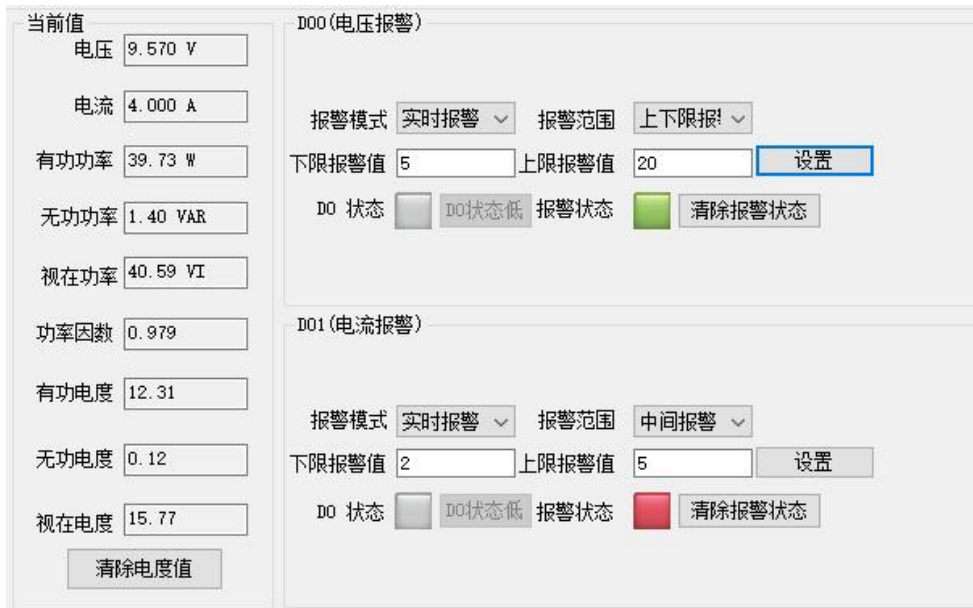 当前值
电压 9.570 V
电流 4.000 A
有功功率 39.73 W
无功功率 1.40 VAR
视在功率 40.59 VI
功率因数 0.979
有功电度 12.31
无功电度 0.12
视在电度 15.77
清除电度值
DO0(电压报警)
报警模式 实时报警 报警范围 上下限报
下限报警值 5 上限报警值 20 设置
DO 状态 DO状态低 报警状态 清除报警状态
DO1(电流报警)
报警模式 实时报警 报警范围 中间报警
下限报警值 2 上限报警值 5 设置
DO 状态 DO状态低 报警状态 清除报警状态